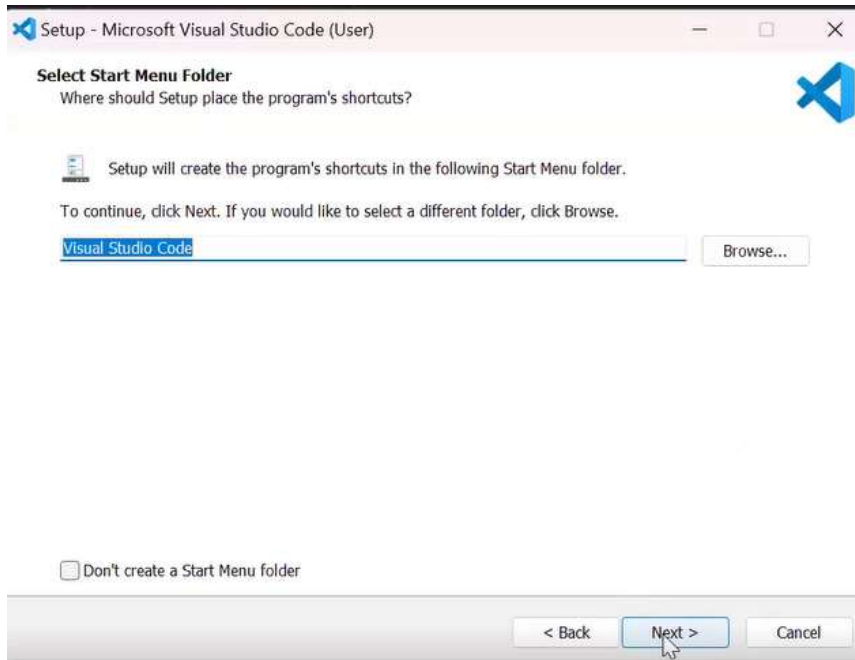 Setup - Microsoft Visual Studio Code (User)
Select Start Menu Folder
Where should Setup place the program's shortcuts?
Setup will create the program's shortcuts in the following Start Menu folder.
To continue, click Next. If you would like to select a different folder, click Browse.
Visual Studio Code
Browse...
Don't create a Start Menu folder
< Back
Next >
Cancel